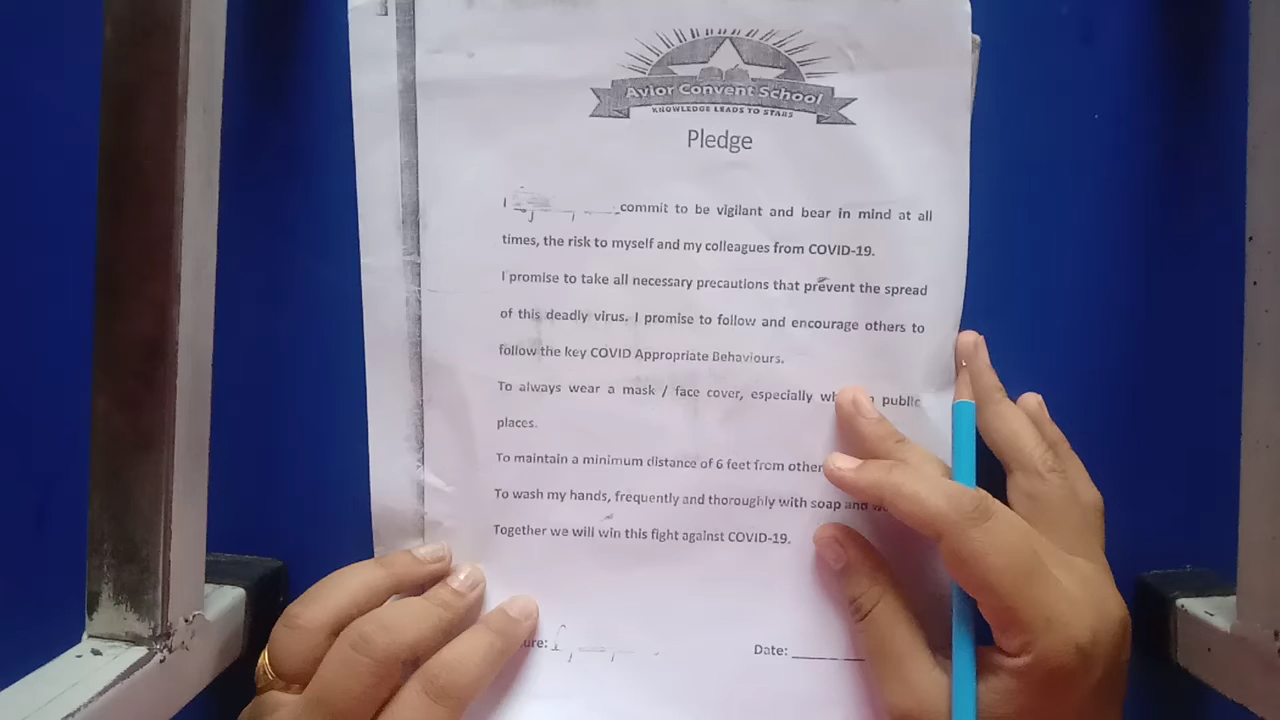 Avior Convent School
KNOWLEDGE LEADS TO STARS
Pledge
I commit to be vigilant and bear in mind at all
times, the risk to myself and my colleagues from COVID-19.
I promise to take all necessary precautions that prevent the spread
of this deadly virus. I promise to follow and encourage others to
follow the key COVID Appropriate Behaviours.
To always wear a mask / face cover, especially public
places.
To maintain a minimum distance of 6 feet from other
To wash my hands, frequently and thoroughly with soap and
Together we will win this fight against COVID-19.
ure: Date: